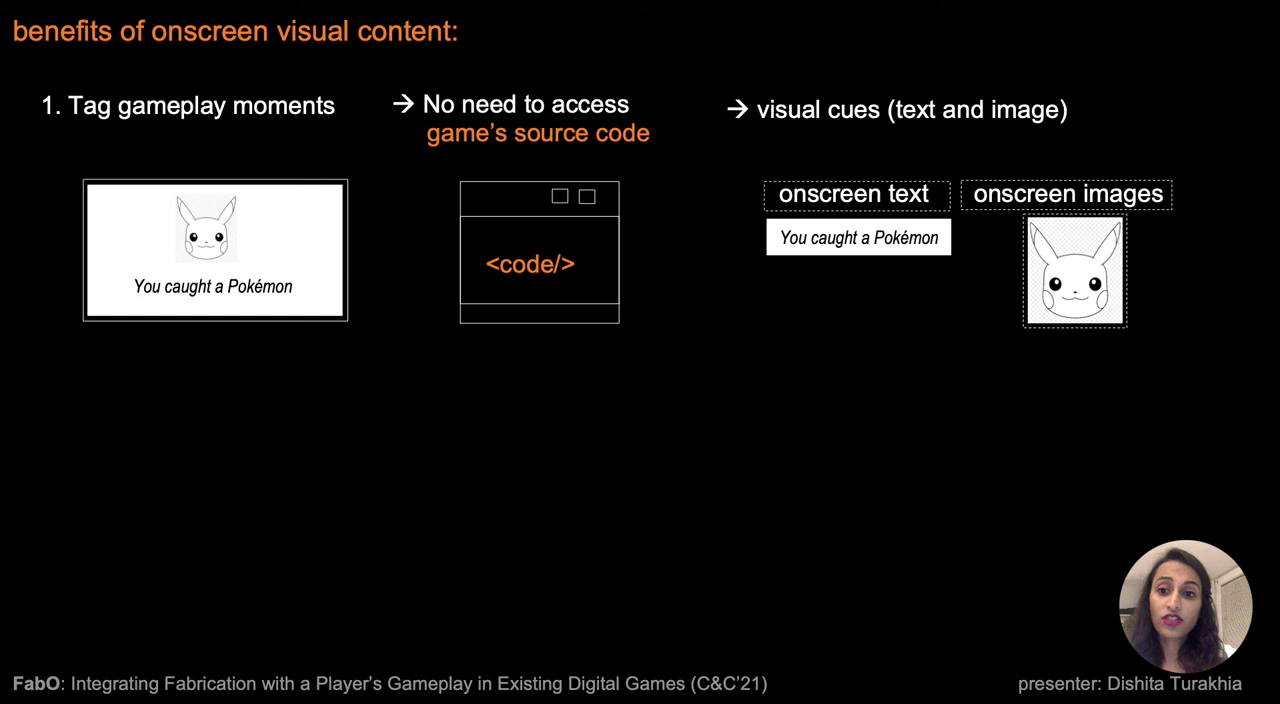 benefits of onscreen visual content:
1. Tag gameplay moments
→ No need to access
game's source code
→ visual cues (text and image)
You caught a Pokémon
<code/>
onscreen text
onscreen images
You caught a Pokémon
FabO: Integrating Fabrication with a Player's Gameplay in Existing Digital Games (C&C'21)
presenter: Dishita Turakhia